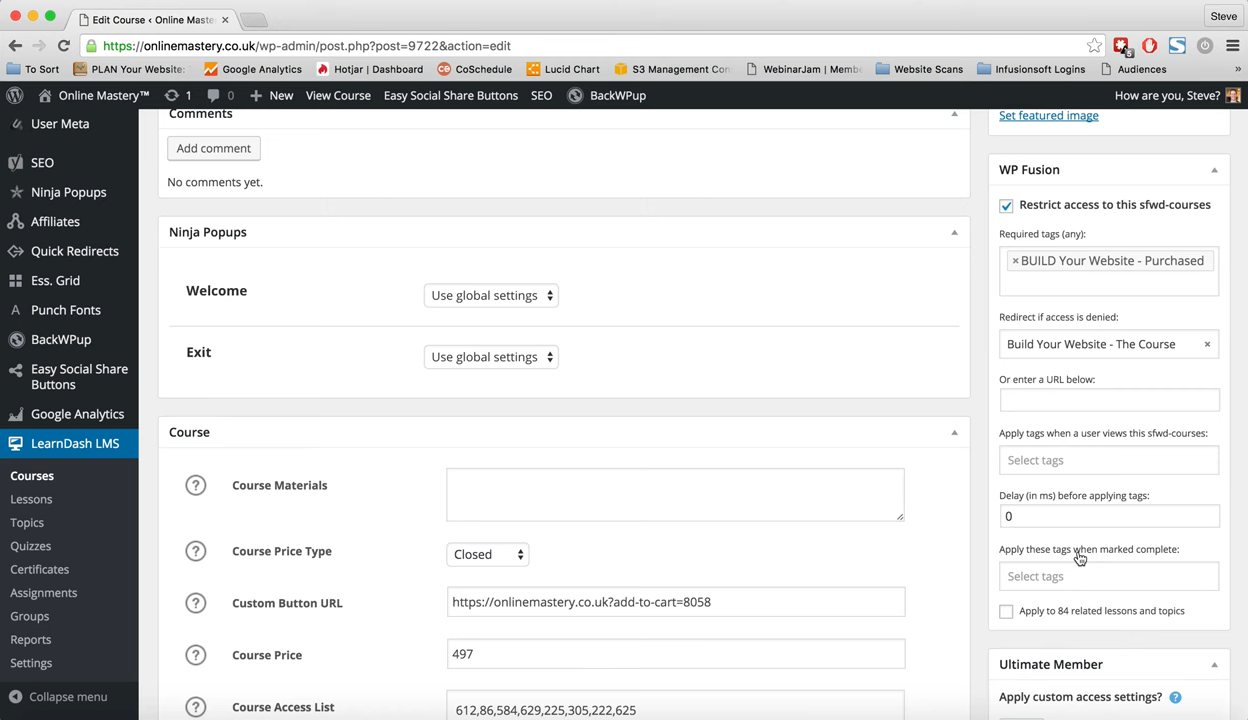 Edit Course ‹ Online Maste
Steve
https://onlinemastery.co.uk/wp-admin/post.php?post=9722&action=edit
To Sort
PLAN Your Website:
Google Analytics
Hotjar | Dashboard
CoSchedule
Lucid Chart
S3 Management Con
WebinarJam | Membe
Website Scans
Infusionsoft Logins
Audiences
»
Online Mastery™
1
0
New
View Course
Easy Social Share Buttons
SEO
BackWPup
How are you, Steve?
User Meta
SEO
Ninja Popups
Affiliates
Quick Redirects
Ess. Grid
Punch Fonts
BackWPup
Easy Social Share
Buttons
Google Analytics
LearnDash LMS
Courses
Lessons
Topics
Quizzes
Certificates
Assignments
Groups
Reports
Settings
Collapse menu
Comments
Add comment
No comments yet.
Ninja Popups
Welcome
Use global settings
Exit
Use global settings
Course
Course Materials
Course Price Type
Closed
Custom Button URL
https://onlinemastery.co.uk?add-to-cart=8058
Course Price
497
Course Access List
612,86,584,629,225,305,222,625
Set featured image
WP Fusion
Restrict access to this sfwd-courses
Required tags (any):
×BUILD Your Website - Purchased
Redirect if access is denied:
Build Your Website - The Course ×
Or enter a URL below:
Apply tags when a user views this sfwd-courses:
Select tags
Delay (in ms) before applying tags:
0
Apply these tags when marked complete:
Select tags
Apply to 84 related lessons and topics
Ultimate Member
Apply custom access settings?